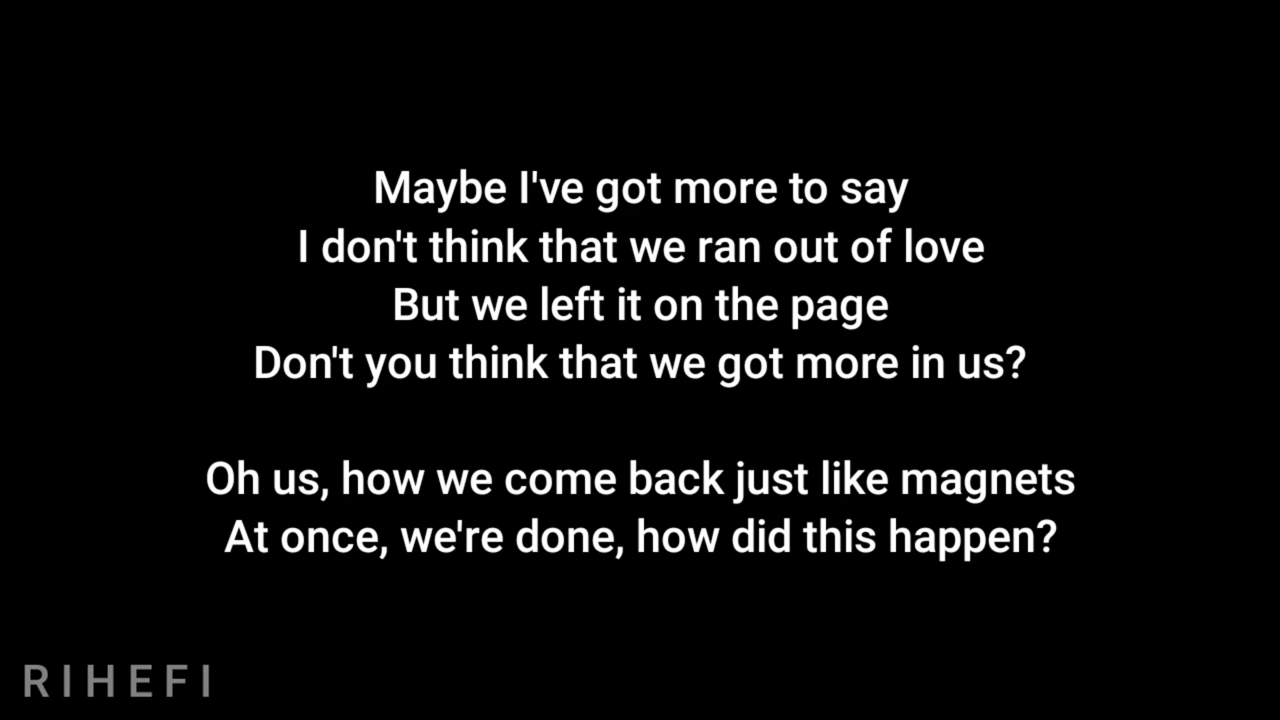 Maybe I've got more to say
I don't think that we ran out of love
But we left it on the page
Don't you think that we got more in us?
Oh us, how we come back just like magnets
At once, we're done, how did this happen?
RIHEFI